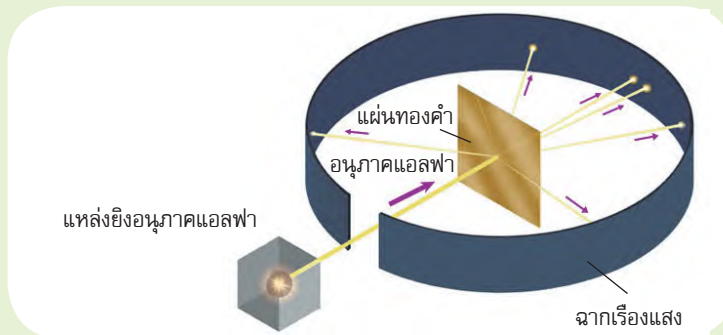 แผ่นทองคำ
อนุภาคแอลฟา
แหล่งยิงอนุภาคแอลฟา
ฉากเรืองแสง